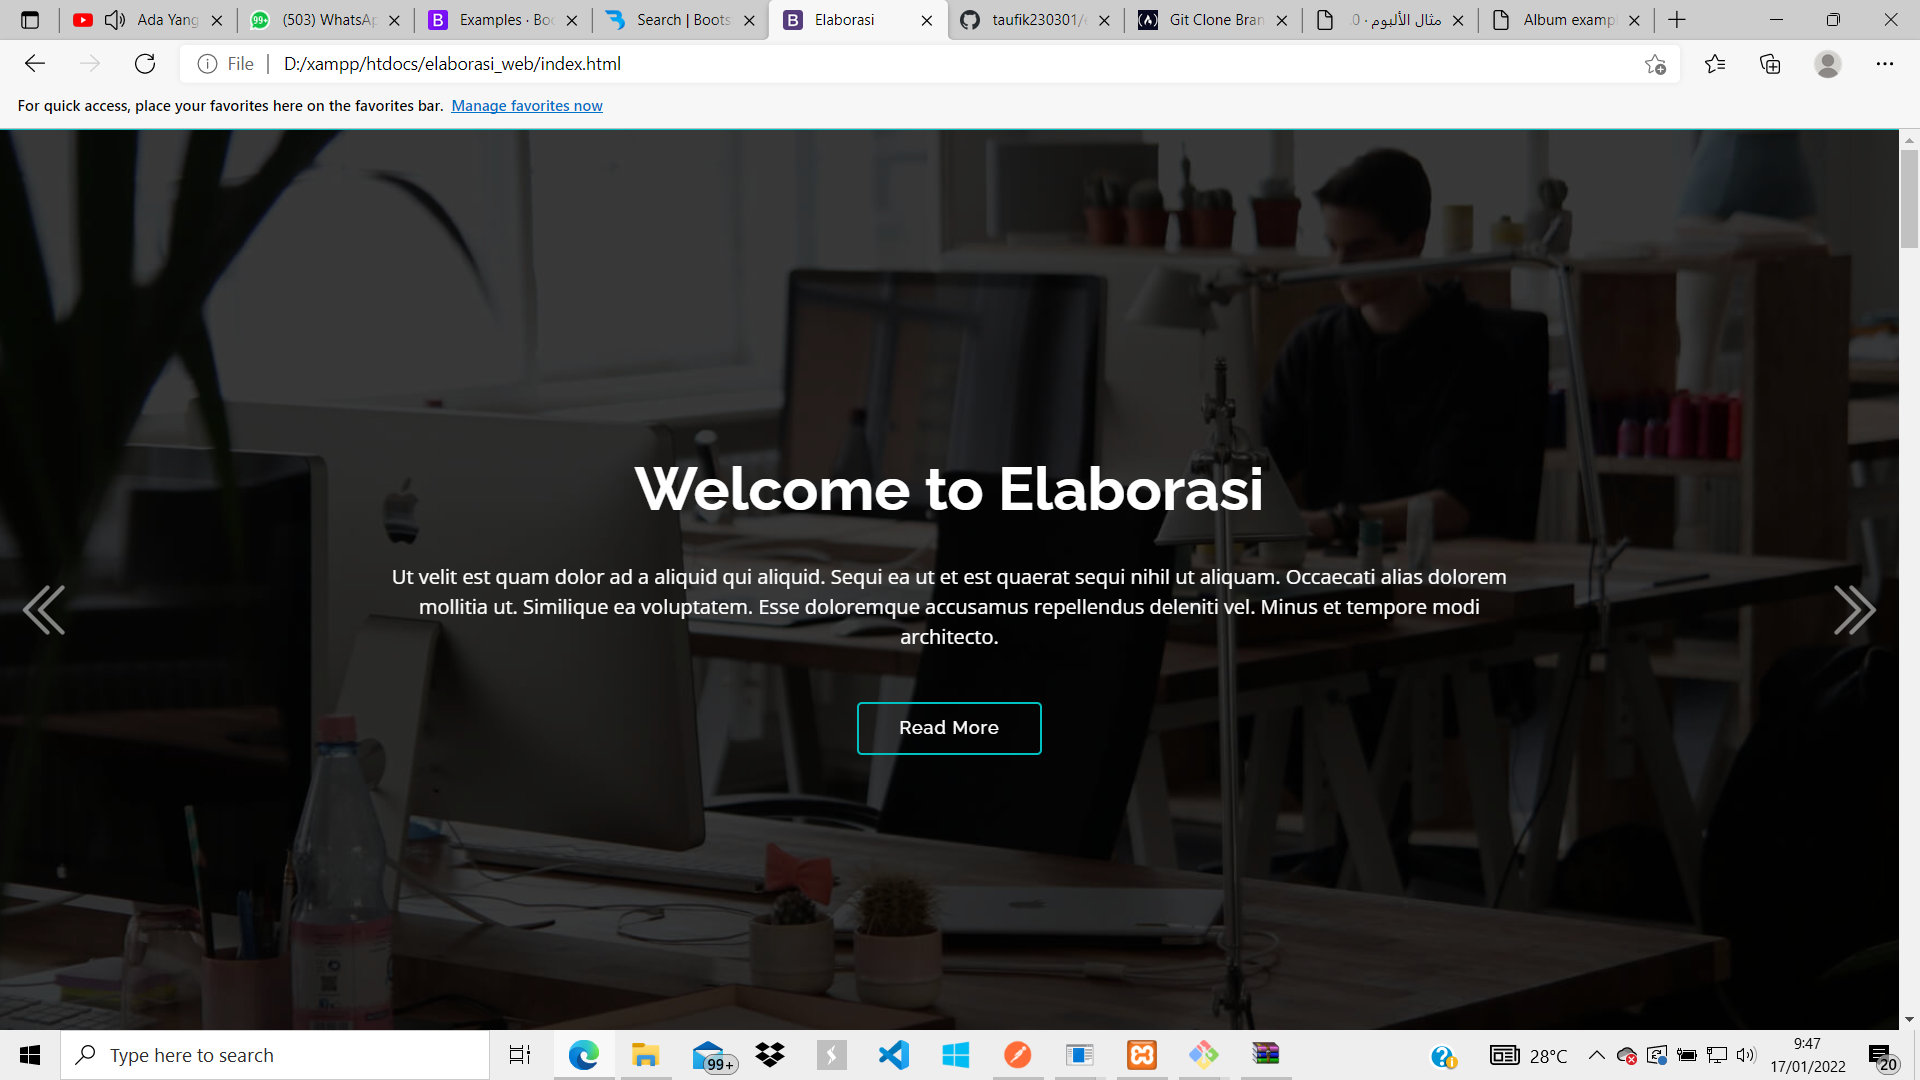 Ada Yang
(503) WhatsAp
Examples · Boo
Search | Boots
Elaborasi
taufik230301/e
Git Clone Bran
مثال الألبوم · 0.
Album exampl
File
D:/xampp/htdocs/elaborasi_web/index.html
For quick access, place your favorites here on the favorites bar. Manage favorites now
Welcome to Elaborasi
Ut velit est quam dolor ad a aliquid qui aliquid. Sequi ea ut et est quaerat sequi nihil ut aliquam. Occaecati alias dolorem
mollitia ut. Similique ea voluptatem. Esse doloremque accusamus repellendus deleniti vel. Minus et tempore modi
architecto.
Read More
Type here to search
99+
28°C
9:47
17/01/2022
20